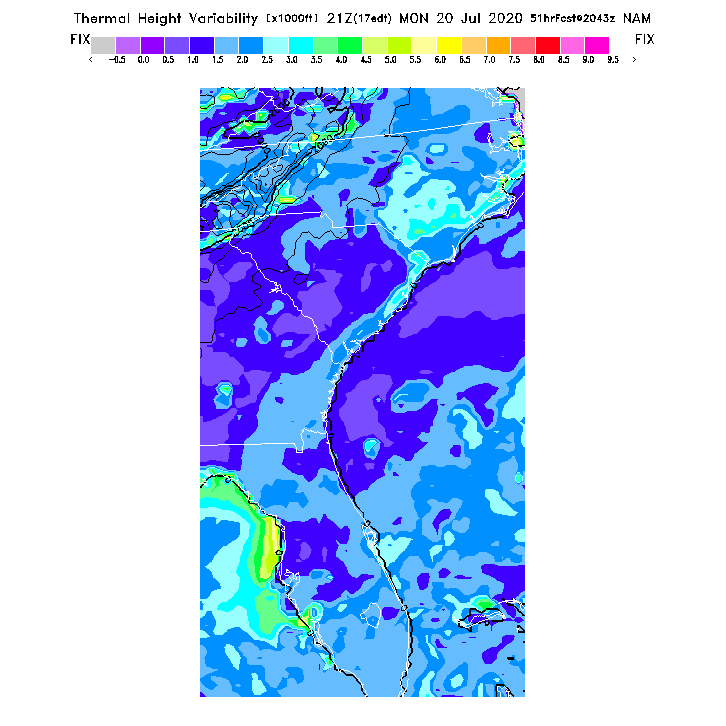 Thermal Height Variability [x1000ft] 21Z(17edt) MON 20 Jul 2020 51hrFcst@2043z NAM
FIX FIX
< -0.5 0.0 0.5 1.0 1.5 2.0 2.5 3.0 3.5 4.0 4.5 5.0 5.5 6.0 6.5 7.0 7.5 8.0 8.5 9.0 9.5 >